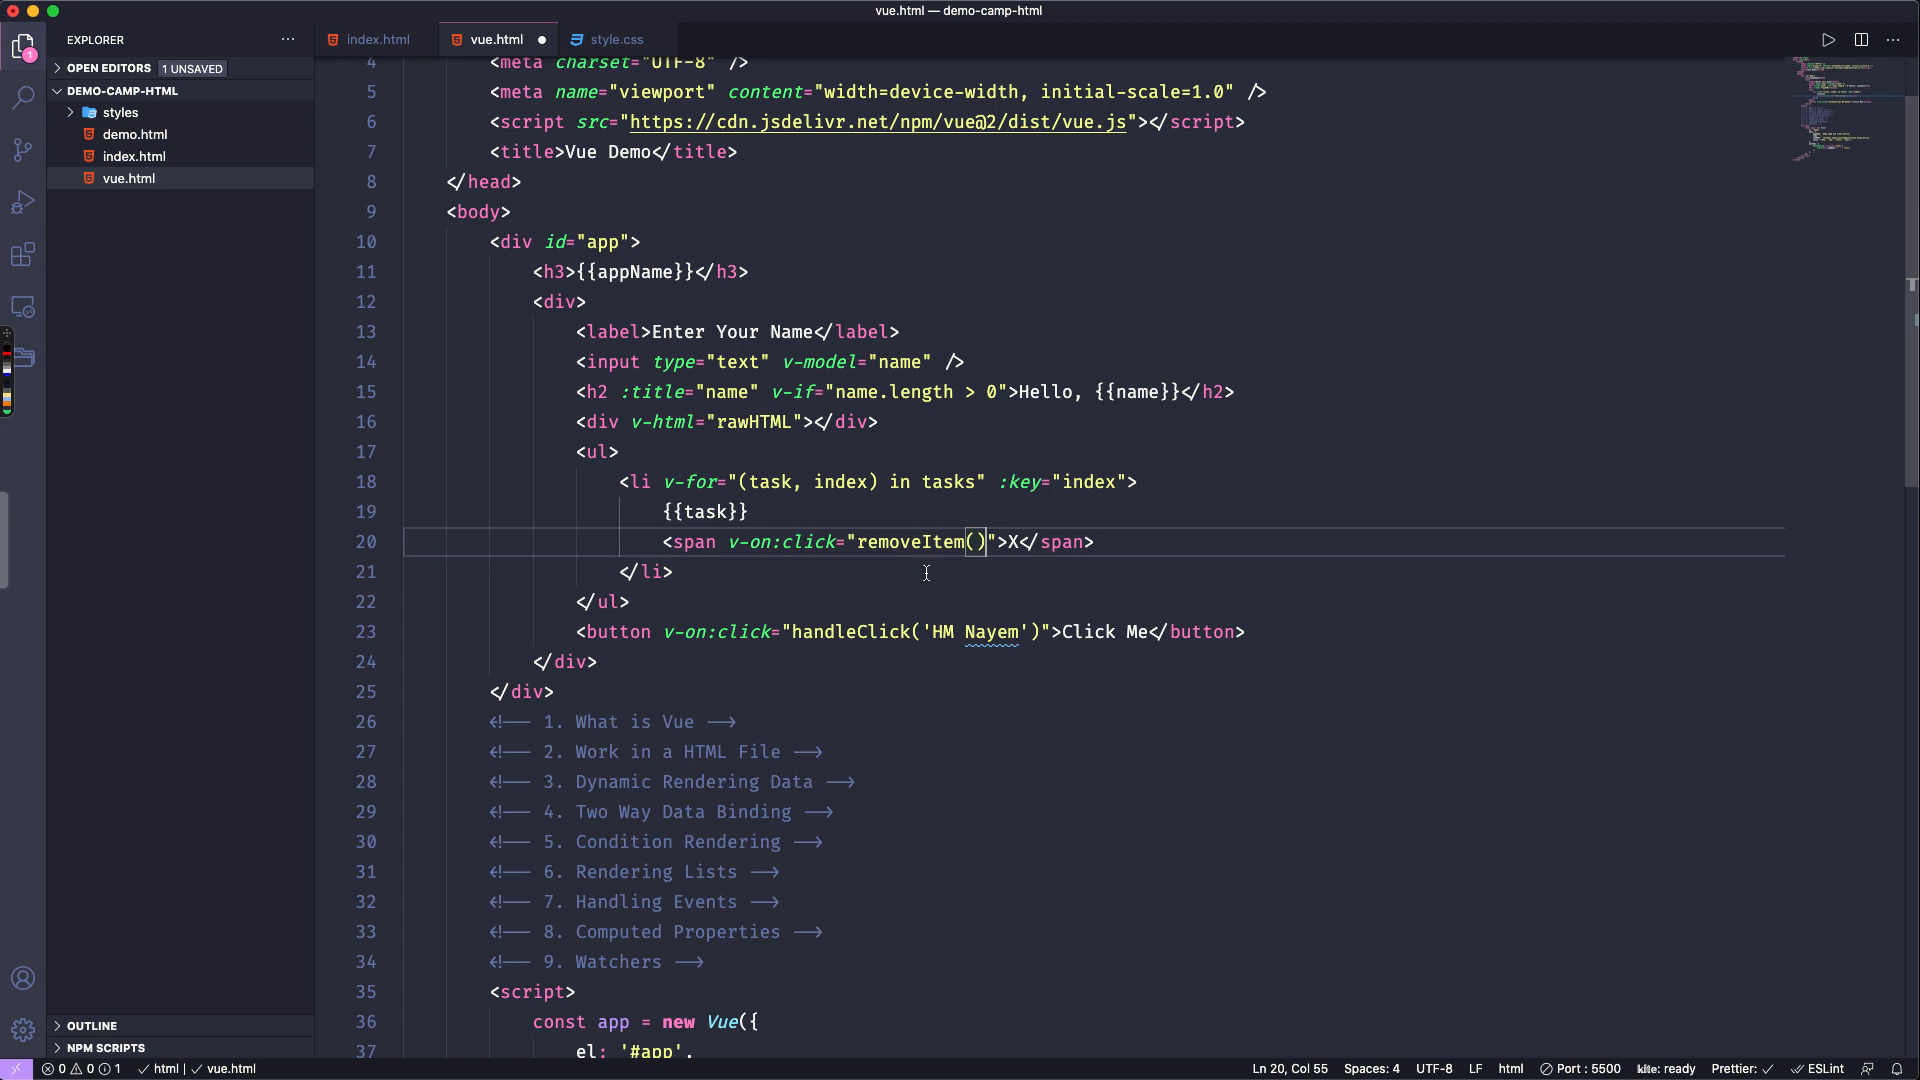 vue.html — demo-camp-html
EXPLORER
index.html
vue.html
style.css
OPEN EDITORS 1 UNSAVED
DEMO-CAMP-HTML
styles
demo.html
index.html
vue.html
4 <meta charset="UTF-8" />
5 <meta name="viewport" content="width=device-width, initial-scale=1.0" />
6 <script src="https://cdn.jsdelivr.net/npm/vue@2/dist/vue.js"></script>
7 <title>Vue Demo</title>
8 </head>
9 <body>
10 <div id="app">
11 <h3>{{appName}}</h3>
12 <div>
13 <label>Enter Your Name</label>
14 <input type="text" v-model="name" />
15 <h2 :title="name" v-if="name.length > 0">Hello, {{name}}</h2>
16 <div v-html="rawHTML"></div>
17 <ul>
18 <li v-for="(task, index) in tasks" :key="index">
19 {{task}}
20 <span v-on:click="removeItem()">X</span>
21 </li>
22 </ul>
23 <button v-on:click="handleClick('HM Nayem')">Click Me</button>
24 </div>
25 </div>
26 <!-- 1. What is Vue -->
27 <!-- 2. Work in a HTML File -->
28 <!-- 3. Dynamic Rendering Data -->
29 <!-- 4. Two Way Data Binding -->
30 <!-- 5. Condition Rendering -->
31 <!-- 6. Rendering Lists -->
32 <!-- 7. Handling Events -->
33 <!-- 8. Computed Properties -->
34 <!-- 9. Watchers -->
35 <script>
36 const app = new Vue({
37 el: '#app',
OUTLINE
NPM SCRIPTS
1
0 0 1 html | vue.html
Ln 20, Col 55 Spaces: 4 UTF-8 LF html Port : 5500 kite: ready Prettier: ESLint